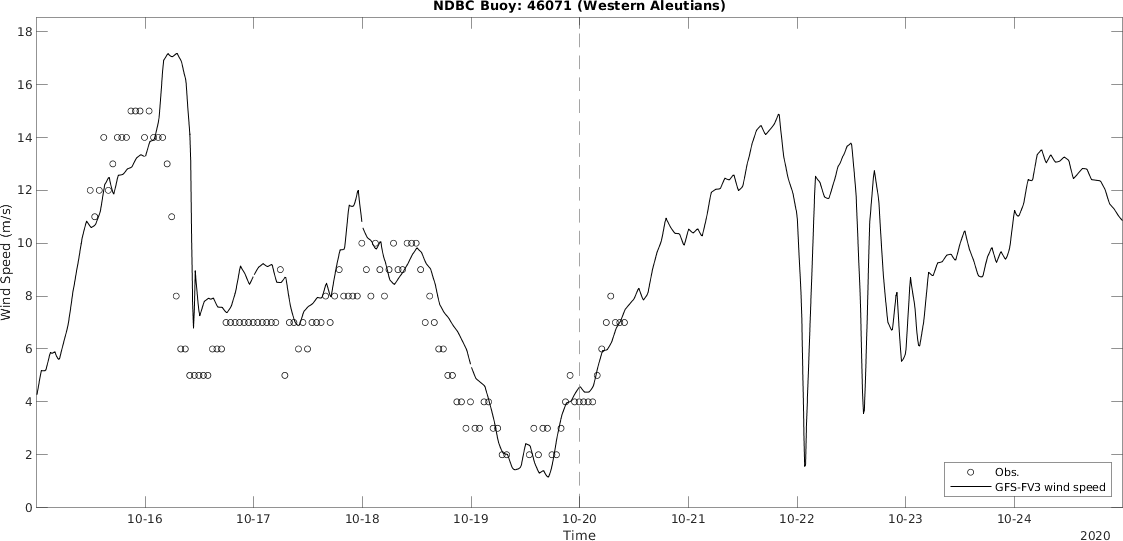 NDBC Buoy: 46071 (Western Aleutians)
18
16
14
12
10
8
6
4
2
0
Wind Speed (m/s)
10-16 10-17 10-18 10-19 10-20 10-21 10-22 10-23 10-24
Time
2020
Obs.
GFS-FV3 wind speed